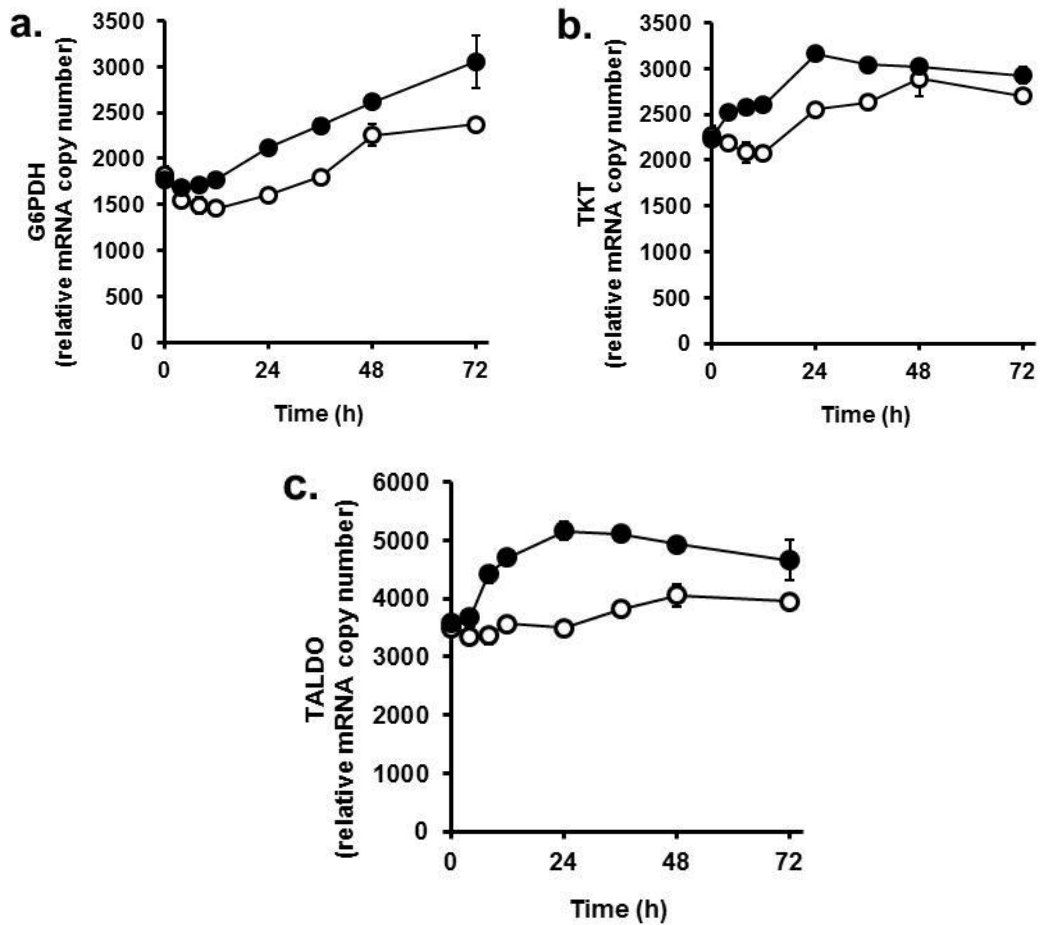 a.
G6PDH
(relative mRNA copy number)
3500
3000
2500
2000
1500
1000
500
0
0 24 48 72
Time (h)
b.
TKT
(relative mRNA copy number)
3500
3000
2500
2000
1500
1000
500
0
0 24 48 72
Time (h)
c.
TALDO
(relative mRNA copy number)
6000
5000
4000
3000
2000
1000
0
0 24 48 72
Time (h)